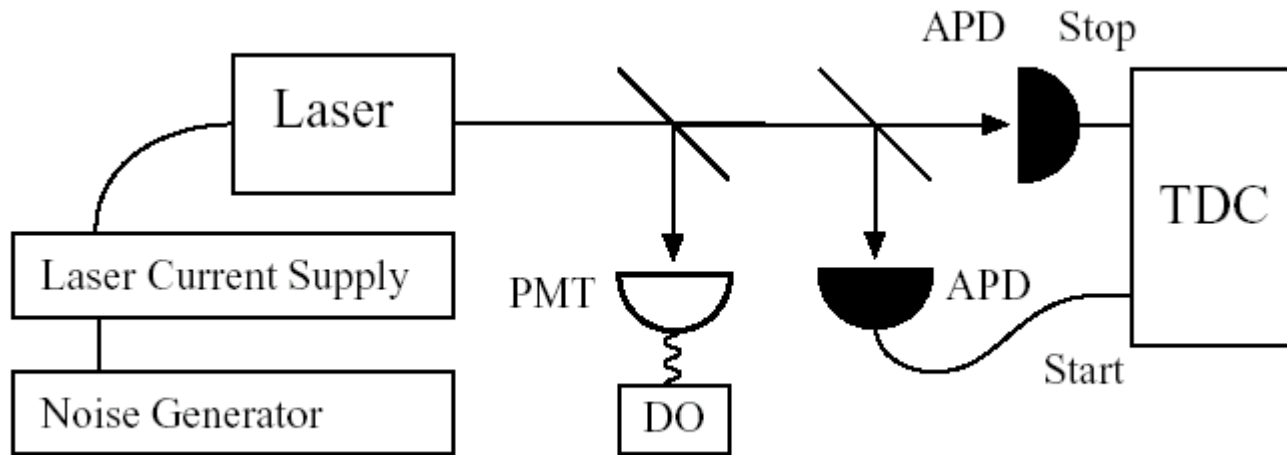 APD Stop
Laser
TDC
Laser Current Supply
PMT
APD
Noise Generator
DO
Start